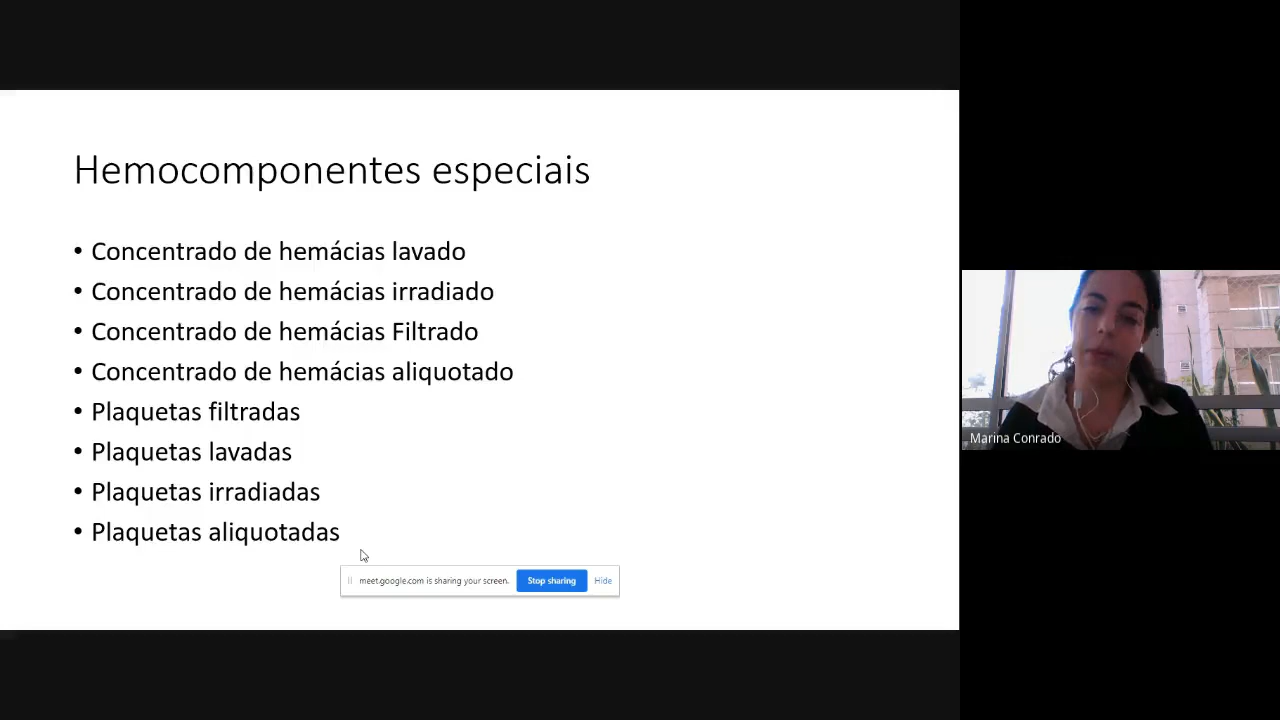 Hemocomponentes especiais
• Concentrado de hemácias lavado
• Concentrado de hemácias irradiado
• Concentrado de hemácias Filtrado
• Concentrado de hemácias aliquotado
• Plaquetas filtradas
• Plaquetas lavadas
• Plaquetas irradiadas
• Plaquetas aliquotadas
meet.google.com is sharing your screen. Stop sharing Hide
Marina Conrado